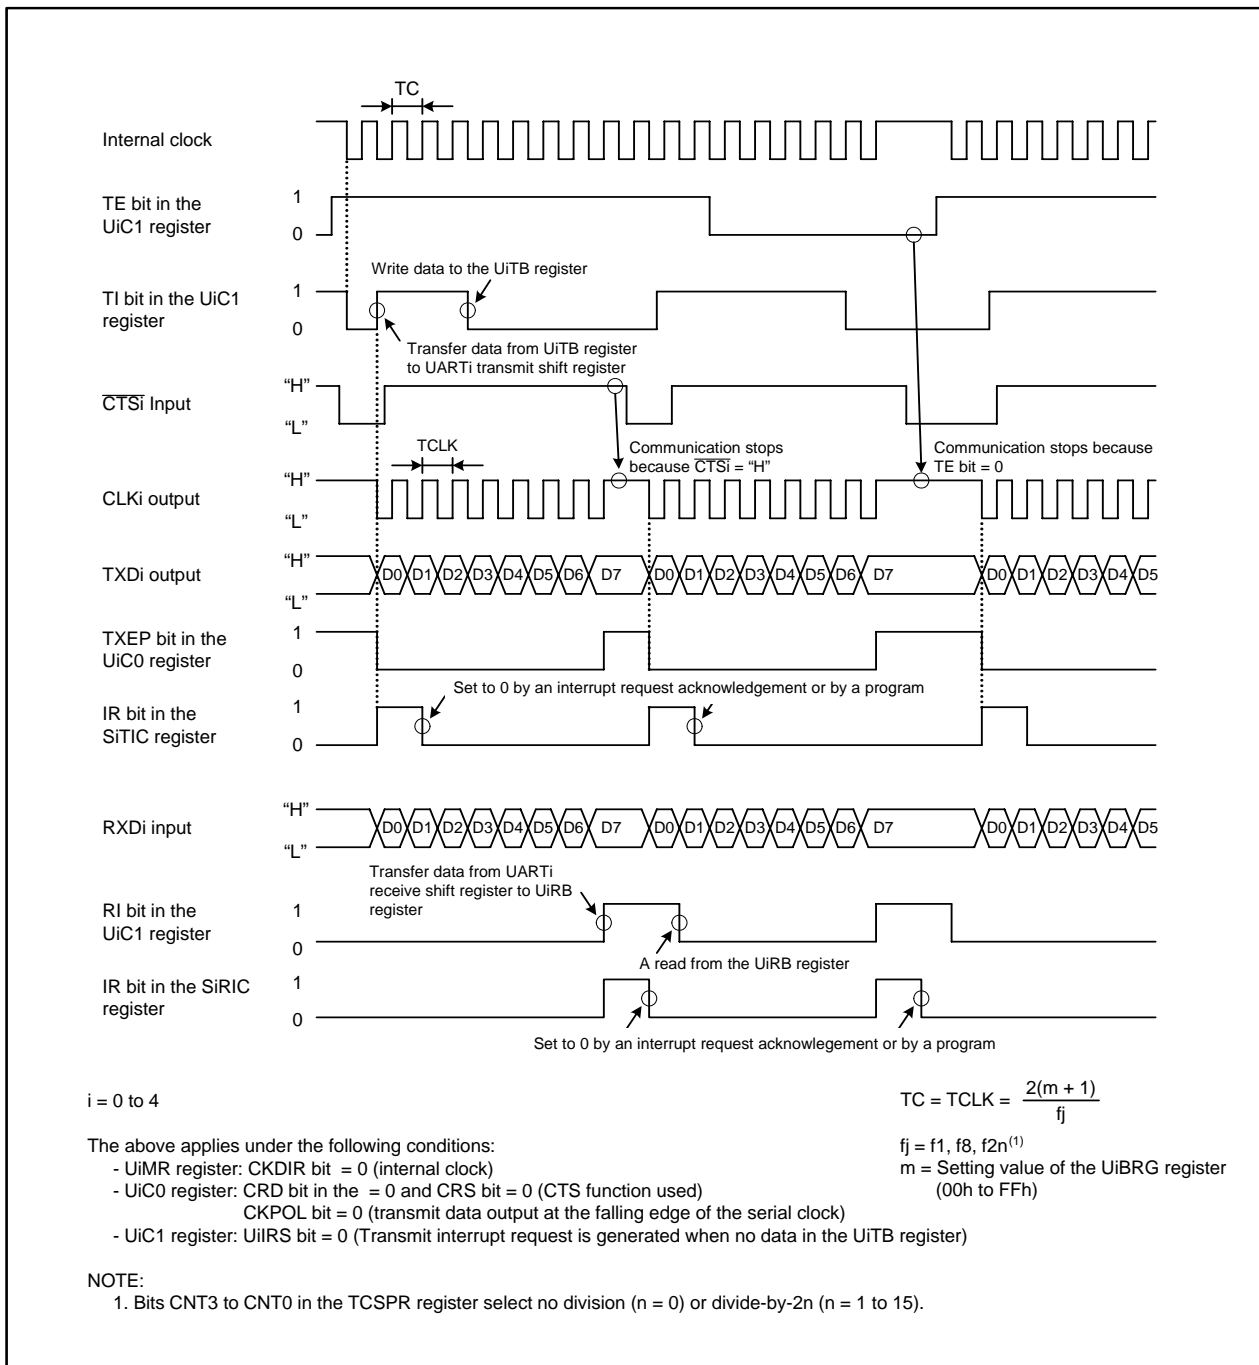 TC
Internal clock
TE bit in the
UiC1 register
1
0
Write data to the UiTB register
TI bit in the UiC1
register
1
0
Transfer data from UiTB register
to UARTi transmit shift register
CTSi Input
“H”
“L”
TCLK
Communication stops
because CTSi = “H”
Communication stops because
TE bit = 0
CLKi output
“H”
“L”
TXDi output
“H”
“L”
D0 D1 D2 D3 D4 D5 D6 D7 D0 D1 D2 D3 D4 D5 D6 D7 D0 D1 D2 D3 D4 D5
TXEP bit in the
UiC0 register
1
0
Set to 0 by an interrupt request acknowledgement or by a program
IR bit in the
SiTIC register
1
0
RXDi input
“H”
“L”
D0 D1 D2 D3 D4 D5 D6 D7 D0 D1 D2 D3 D4 D5 D6 D7 D0 D1 D2 D3 D4 D5
Transfer data from UARTi
receive shift register to UiRB
register
RI bit in the
UiC1 register
1
0
A read from the UiRB register
IR bit in the SiRIC
register
1
0
Set to 0 by an interrupt request acknowlegement or by a program
i = 0 to 4
TC = TCLK = 2(m + 1)
fj
The above applies under the following conditions:
- UiMR register: CKDIR bit = 0 (internal clock)
- UiC0 register: CRD bit in the = 0 and CRS bit = 0 (CTS function used)
CKPOL bit = 0 (transmit data output at the falling edge of the serial clock)
- UiC1 register: UiIRS bit = 0 (Transmit interrupt request is generated when no data in the UiTB register)
fj = f1, f8, f2n(1)
m = Setting value of the UiBRG register
(00h to FFh)
NOTE:
1. Bits CNT3 to CNT0 in the TCSPR register select no division (n = 0) or divide-by-2n (n = 1 to 15).